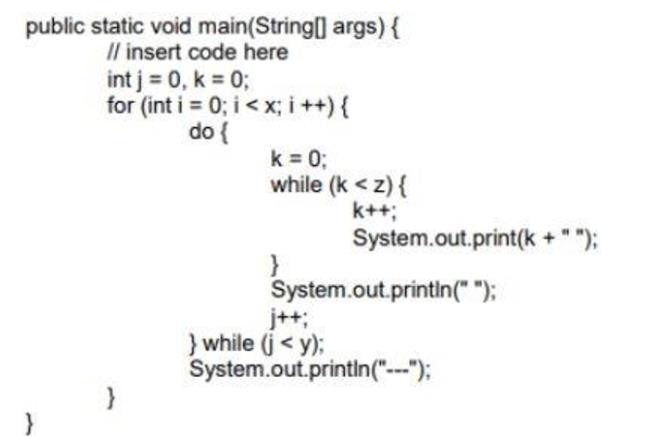 public static void main(String[] args) {
// insert code here
int j = 0, k = 0;
for (int i = 0; i < x; i ++) {
do {
k = 0;
while (k < z) {
k++;
System.out.print(k + " ");
}
System.out.println(" ");
j++;
} while (j < y);
System.out.println("---");
}
}